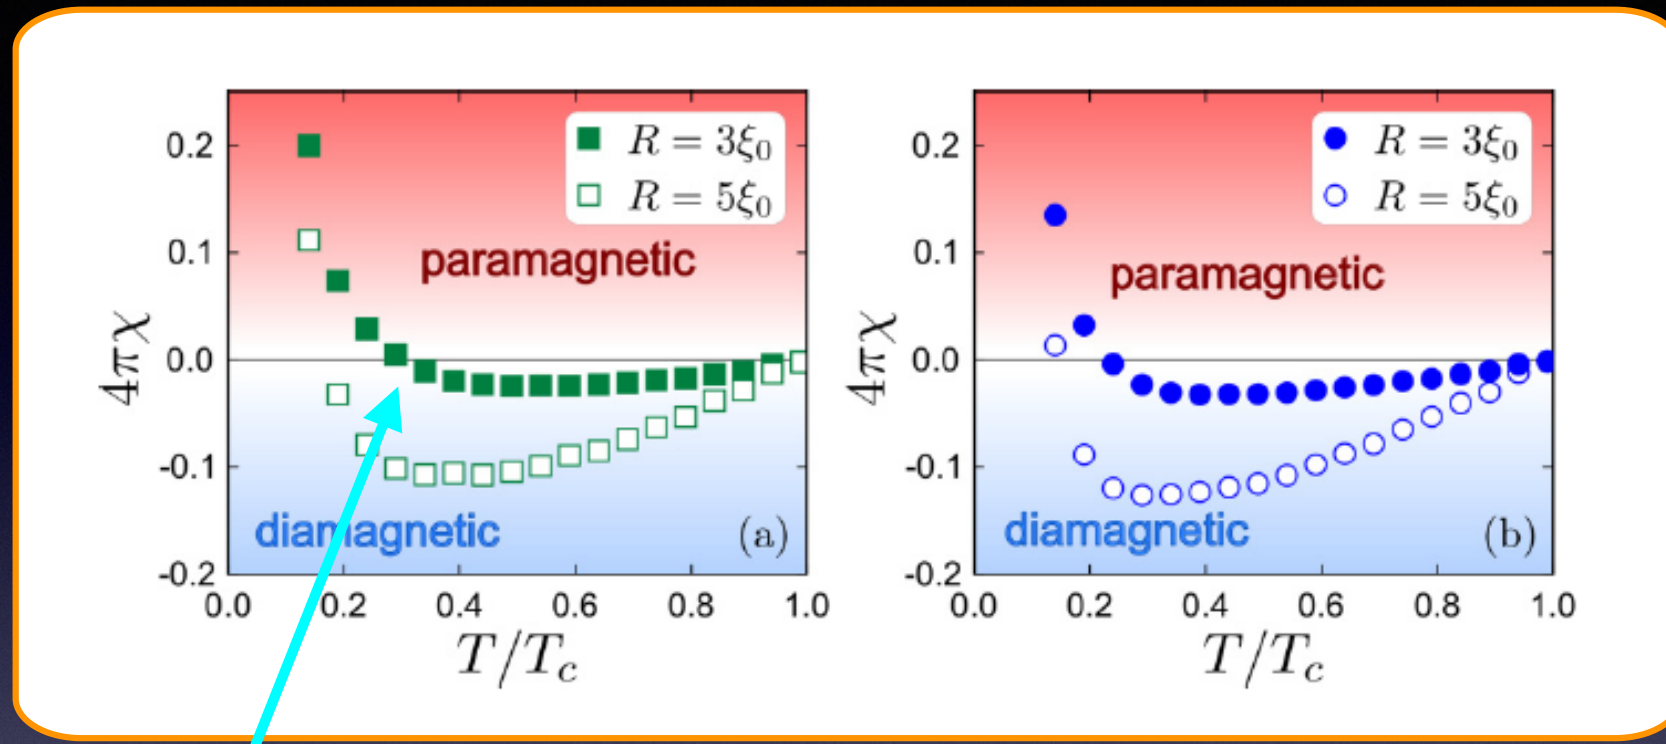 R = 3ξ₀
R = 5ξ₀
0.2
0.1
0.0
-0.1
-0.2
4πχ
paramagnetic
diamagnetic
(a)
0.0 0.2 0.4 0.6 0.8 1.0
T/T_c
R = 3ξ₀
R = 5ξ₀
0.2
0.1
0.0
-0.1
-0.2
4πχ
paramagnetic
diamagnetic
(b)
0.0 0.2 0.4 0.6 0.8 1.0
T/T_c